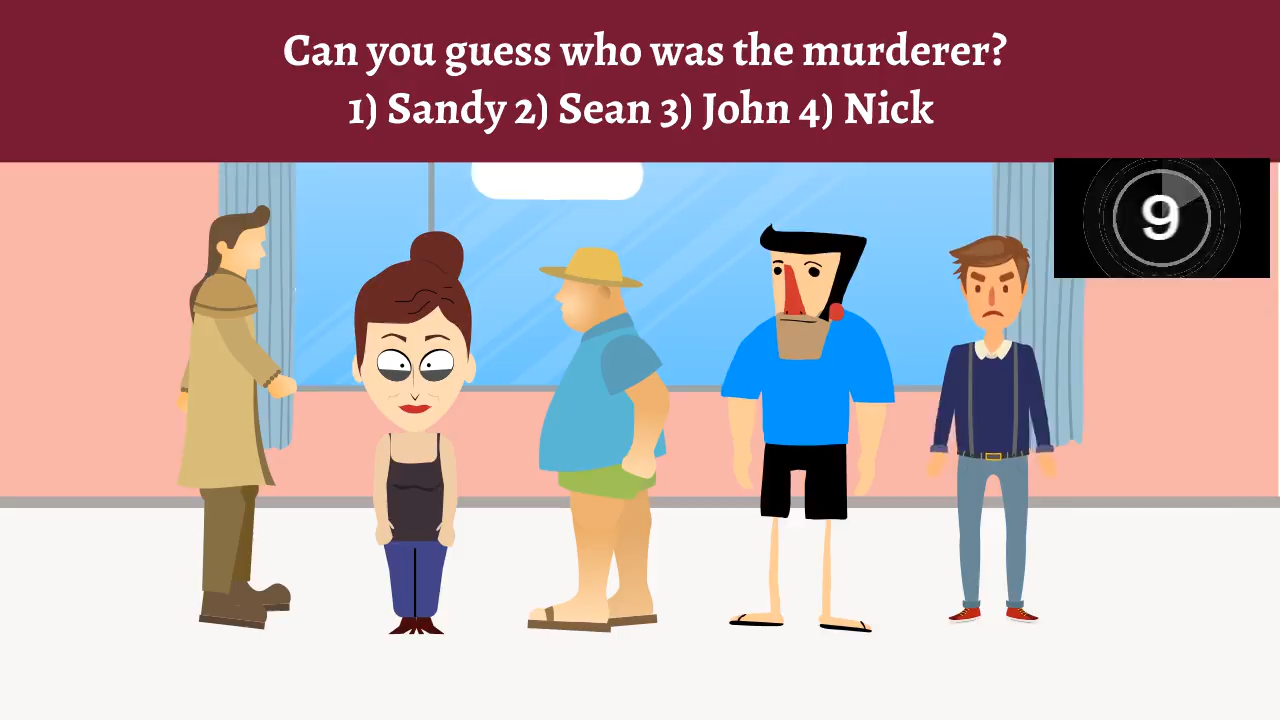 Can you guess who was the murderer?
1) Sandy 2) Sean 3) John 4) Nick
9